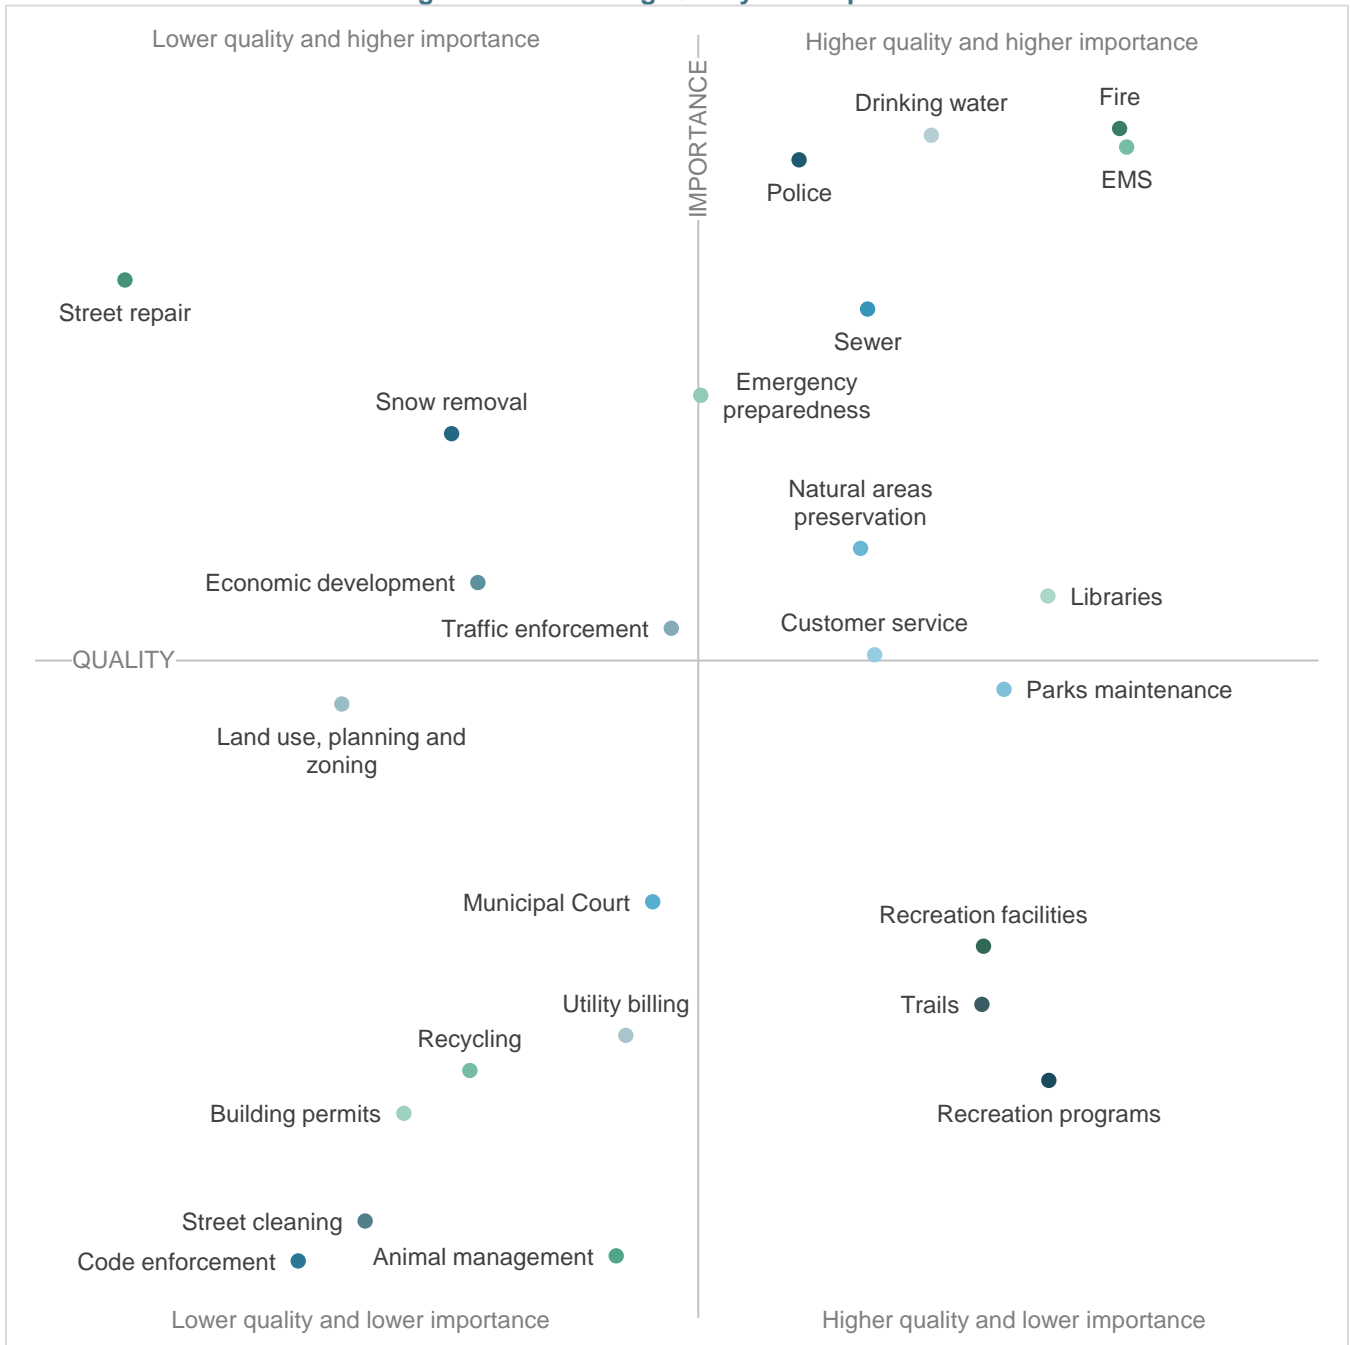 Lower quality and higher importance
Higher quality and higher importance
IMPORTANCE
Drinking water
Fire
Police
EMS
Street repair
Sewer
Emergency
preparedness
Snow removal
Natural areas
preservation
Economic development
Libraries
Traffic enforcement
Customer service
QUALITY
Parks maintenance
Land use, planning and
zoning
Municipal Court
Recreation facilities
Utility billing
Trails
Recycling
Building permits
Recreation programs
Street cleaning
Code enforcement
Animal management
Lower quality and lower importance
Higher quality and lower importance